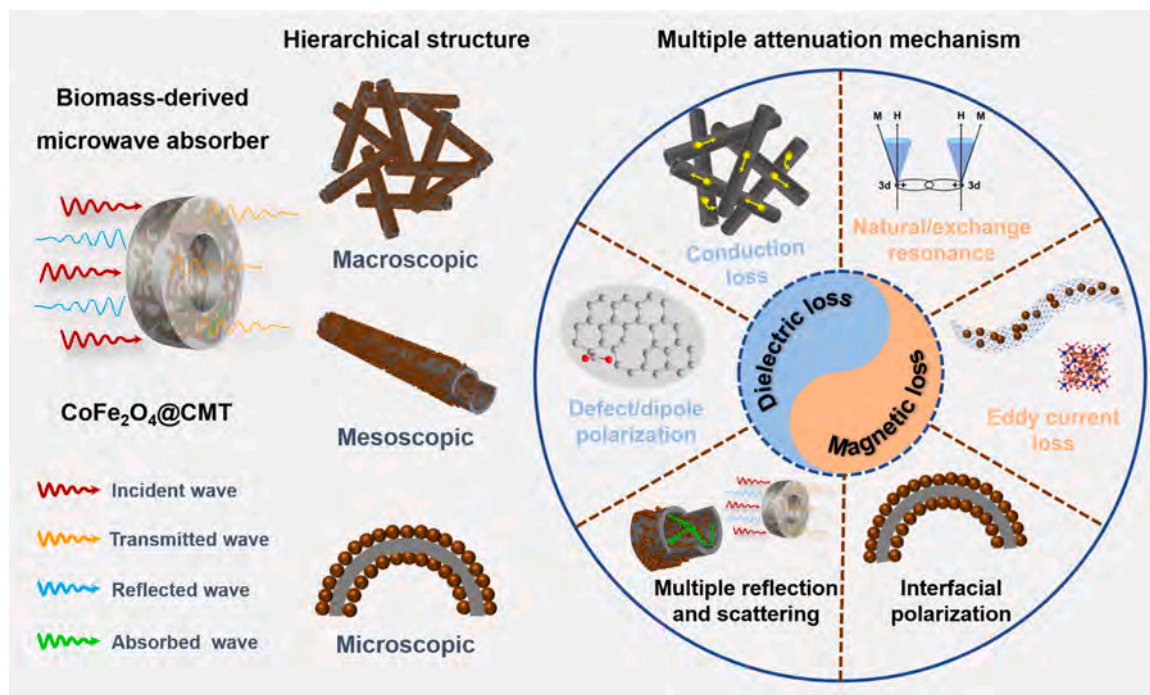 Hierarchical structure
Multiple attenuation mechanism
Biomass-derived
microwave absorber
CoFe₂O₄@CMT
Incident wave
Transmitted wave
Reflected wave
Absorbed wave
Macroscopic
Mesoscopic
Microscopic
Conduction
loss
M H H M
3d + + 3d
Natural/exchange
resonance
Defect/dipole
polarization
Dielectric loss
Magnetic loss
Eddy current
loss
Multiple reflection
and scattering
Interfacial
polarization